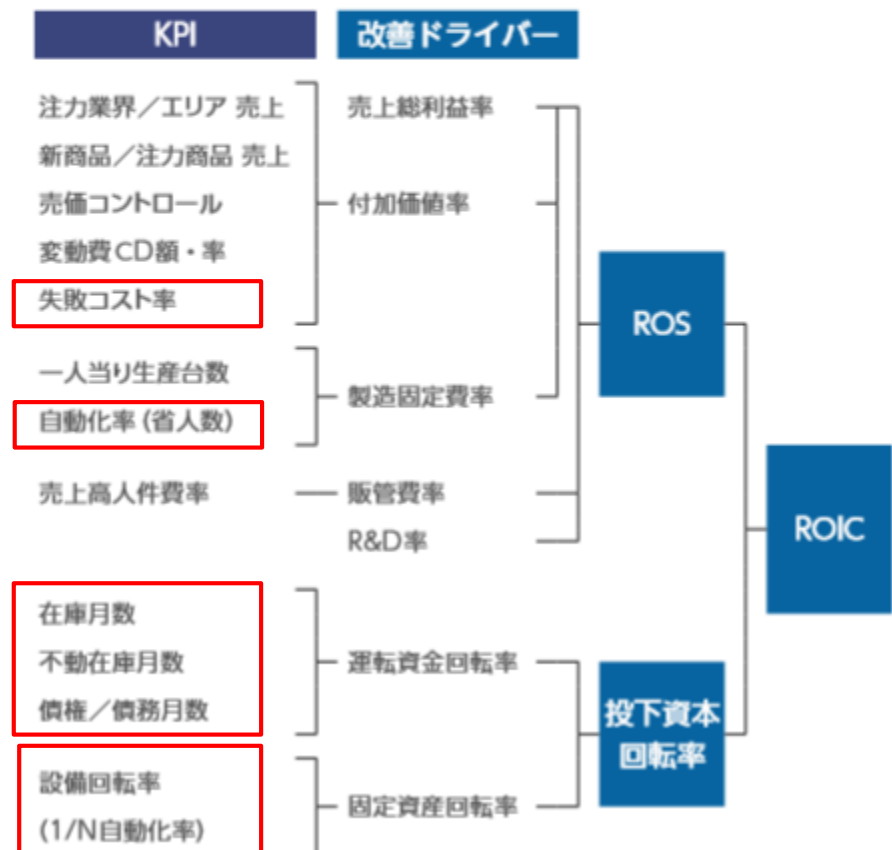 KPI
改善ドライバー
注力業界／エリア 売上
売上総利益率
新商品／注力商品 売上
売価コントロール
付加価値率
変動費CD額・率
失敗コスト率
ROS
一人当り生産台数
製造固定費率
自動化率（省人数）
売上高人件費率
販管費率
R&D率
ROIC
在庫月数
不動在庫月数
運転資金回転率
債権／債務月数
投下資本
回転率
設備回転率
固定資産回転率
(1/N自動化率)